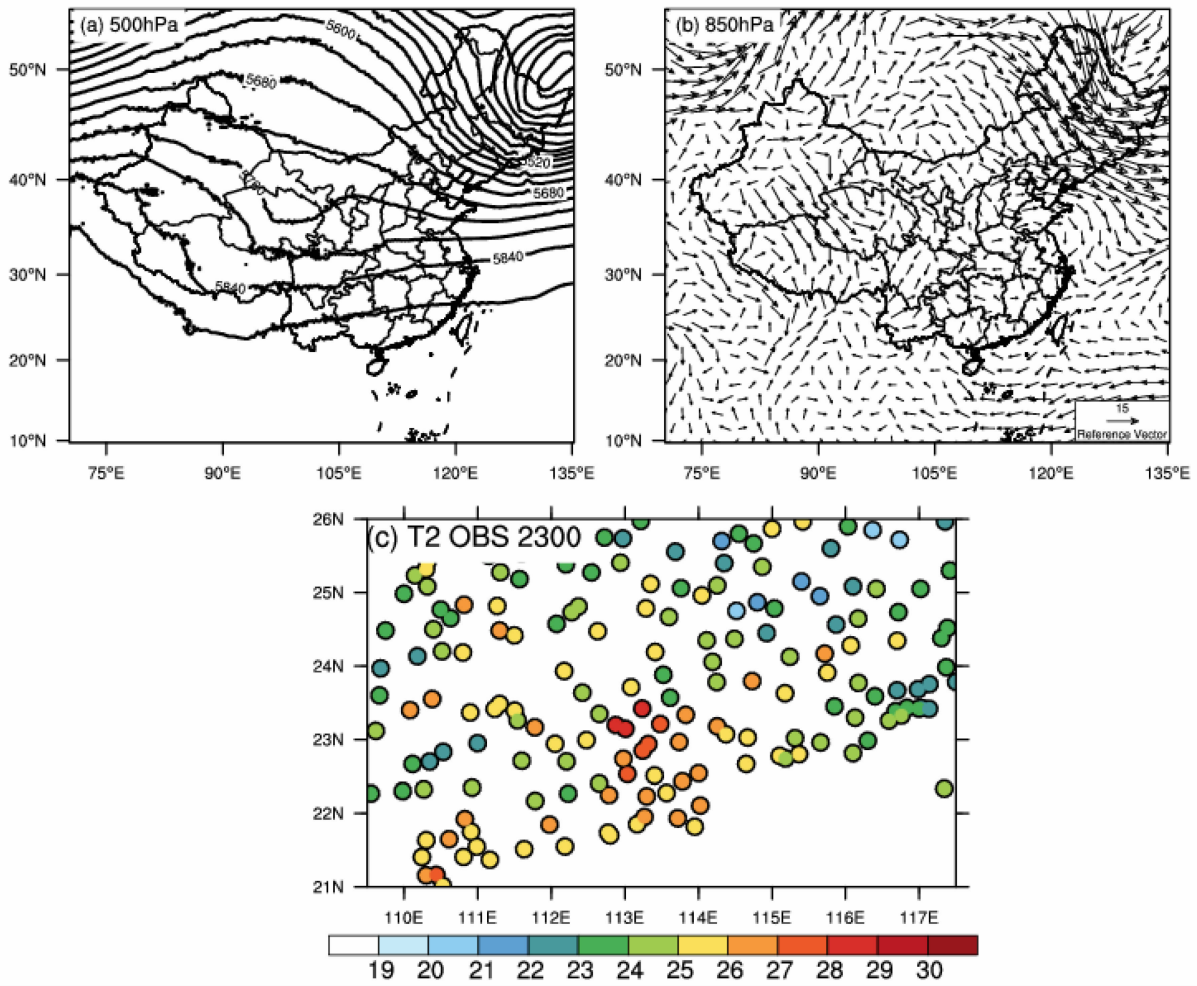 (a) 500hPa
5600
5680
5520
5680
5840
5840
50°N
40°N
30°N
20°N
10°N
75°E 90°E 105°E 120°E 135°E
(b) 850hPa
50°N
40°N
30°N
20°N
10°N
15
Reference Vector
75°E 90°E 105°E 120°E 135°E
(c) T2 OBS 2300
26N
25N
24N
23N
22N
21N
110E 111E 112E 113E 114E 115E 116E 117E
19 20 21 22 23 24 25 26 27 28 29 30